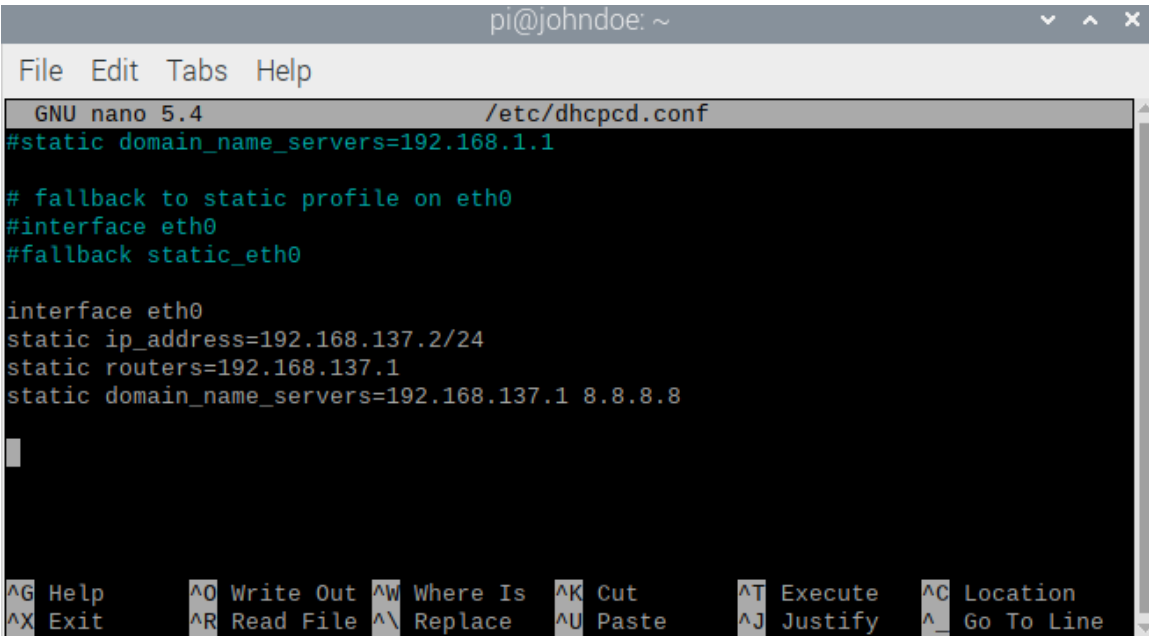 pi@johndoe: ~
File Edit Tabs Help
GNU nano 5.4 /etc/dhcpcd.conf
#static domain_name_servers=192.168.1.1
# fallback to static profile on eth0
#interface eth0
#fallback static_eth0
interface eth0
static ip_address=192.168.137.2/24
static routers=192.168.137.1
static domain_name_servers=192.168.137.1 8.8.8.8
^G Help ^O Write Out ^W Where Is ^K Cut ^T Execute ^C Location
^X Exit ^R Read File ^\ Replace ^U Paste ^J Justify ^_ Go To Line